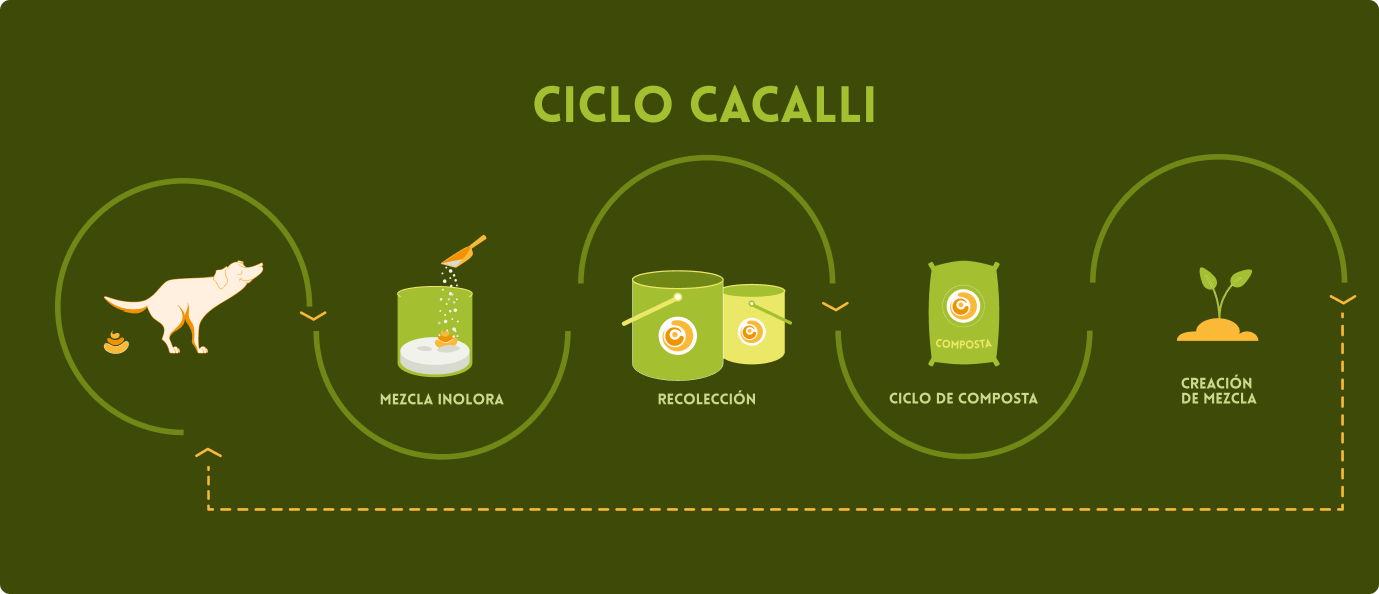 CICLO CACALLI
MEZCLA INOLORA
RECOLECCIÓN
COMPOSTA
CICLO DE COMPOSTA
CREACIÓN
DE MEZCLA